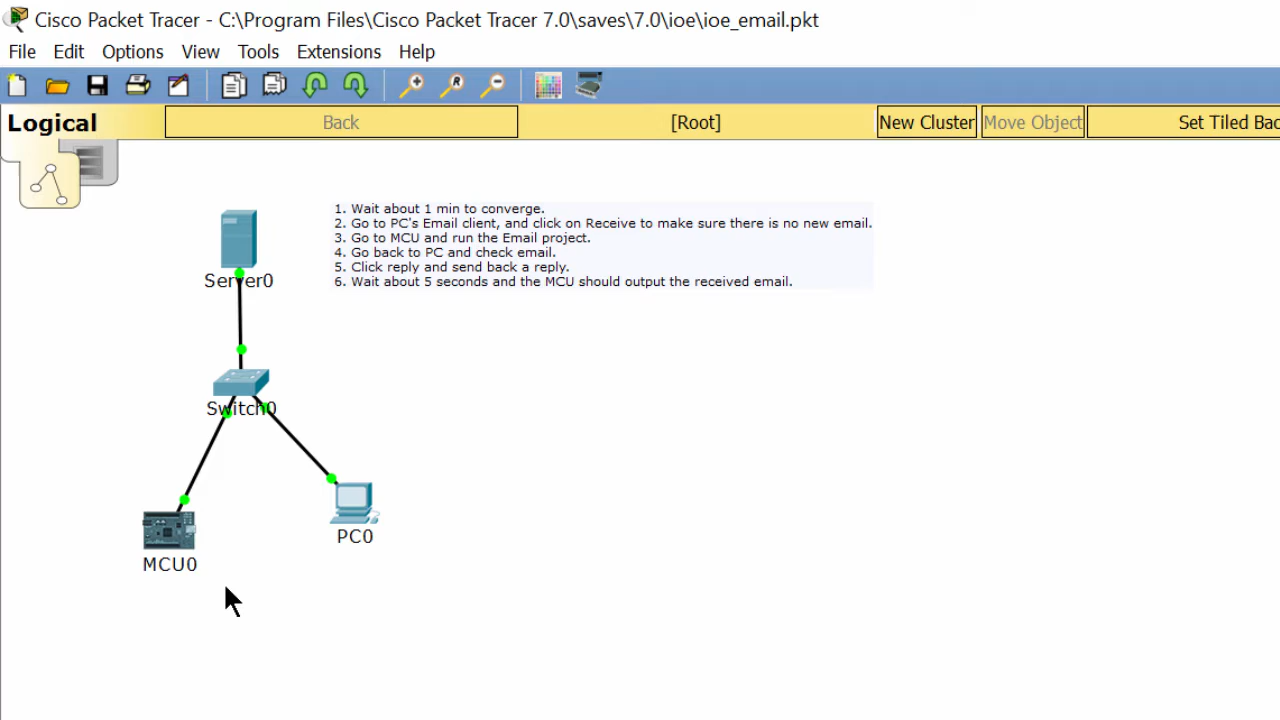 Cisco Packet Tracer - C:\Program Files\Cisco Packet Tracer 7.0\saves\7.0\ioe\ioe_email.pkt
File Edit Options View Tools Extensions Help
R
Logical Back [Root] New Cluster Move Object Set Tiled Bac
1. Wait about 1 min to converge.
2. Go to PC's Email client, and click on Receive to make sure there is no new email.
3. Go to MCU and run the Email project.
4. Go back to PC and check email.
5. Click reply and send back a reply.
6. Wait about 5 seconds and the MCU should output the received email.
Server0
Switch0
PC0
MCU0